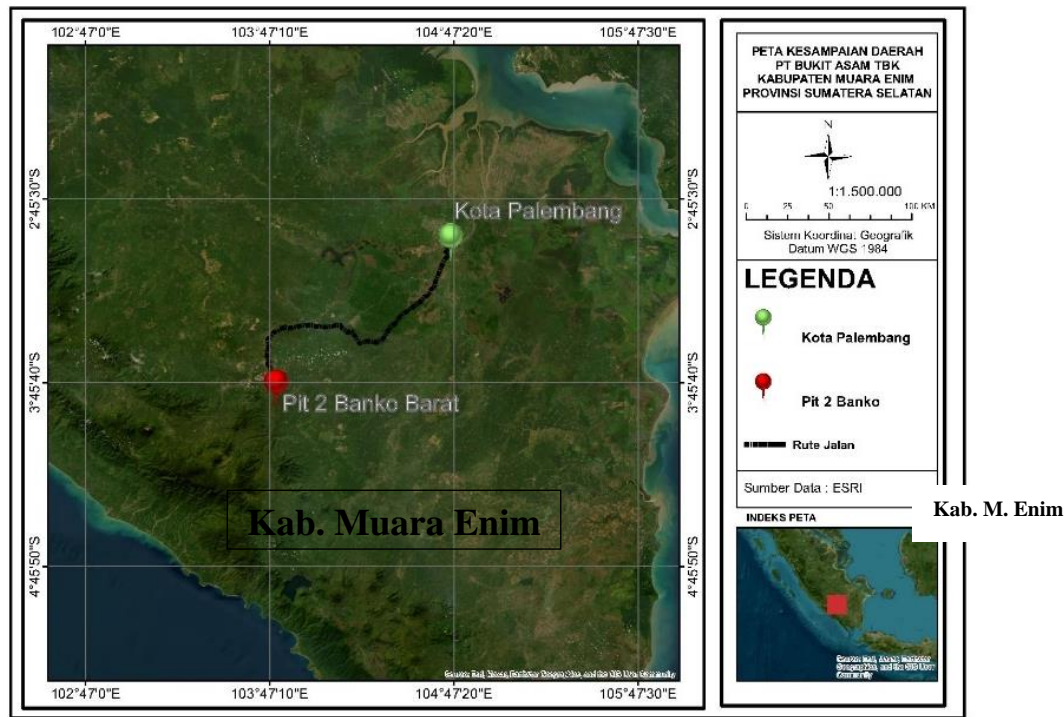 102°47'0"E 103°47'10"E 104°47'20"E 105°47'30"E
2°45'30"S
2°45'30"S
Kota Palembang
3°45'40"S
3°45'40"S
Pit 2 Banko Barat
Kab. Muara Enim
4°45'50"S
4°45'50"S
102°47'0"E 103°47'10"E 104°47'20"E 105°47'30"E
PETA KESAMPAIAN DAERAH
PT BUKIT ASAM TBK
KABUPATEN MUARA ENIM
PROVINSI SUMATERA SELATAN
N
1:1.500.000
0 25 50 100 KM
Sistem Koordinat Geografik
Datum WGS 1984
LEGENDA
Kota Palembang
Pit 2 Banko
Rute Jalan
Sumber Data : ESRI
INDEKS PETA
Kab. M. Enim